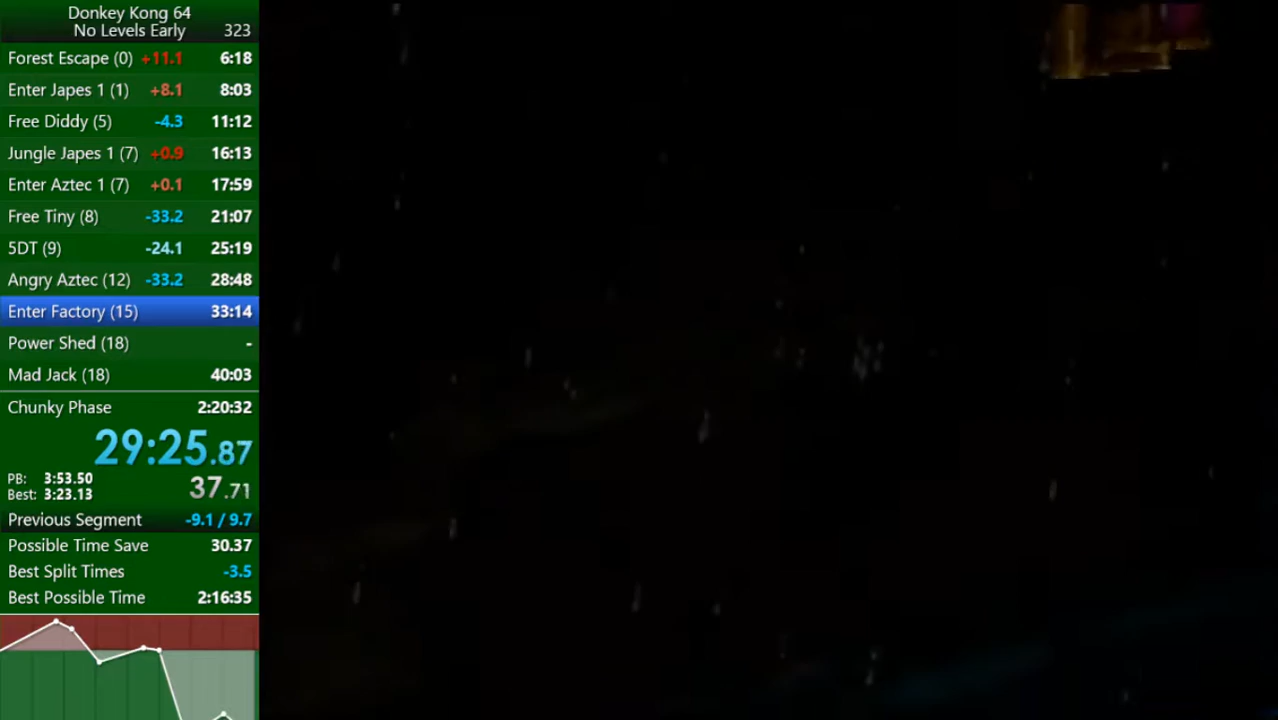 Donkey Kong 64
No Levels Early 323
Forest Escape (0) +11.1 6:18
Enter Japes 1 (1) +8.1 8:03
Free Diddy (5) -4.3 11:12
Jungle Japes 1 (7) +0.9 16:13
Enter Aztec 1 (7) +0.1 17:59
Free Tiny (8) -33.2 21:07
5DT (9) -24.1 25:19
Angry Aztec (12) -33.2 28:48
Enter Factory (15) 33:14
Power Shed (18) -
Mad Jack (18) 40:03
Chunky Phase 2:20:32
29:25.87
PB: 3:53.50
Best: 3:23.13 37.71
Previous Segment -9.1 / 9.7
Possible Time Save 30.37
Best Split Times -3.5
Best Possible Time 2:16:35